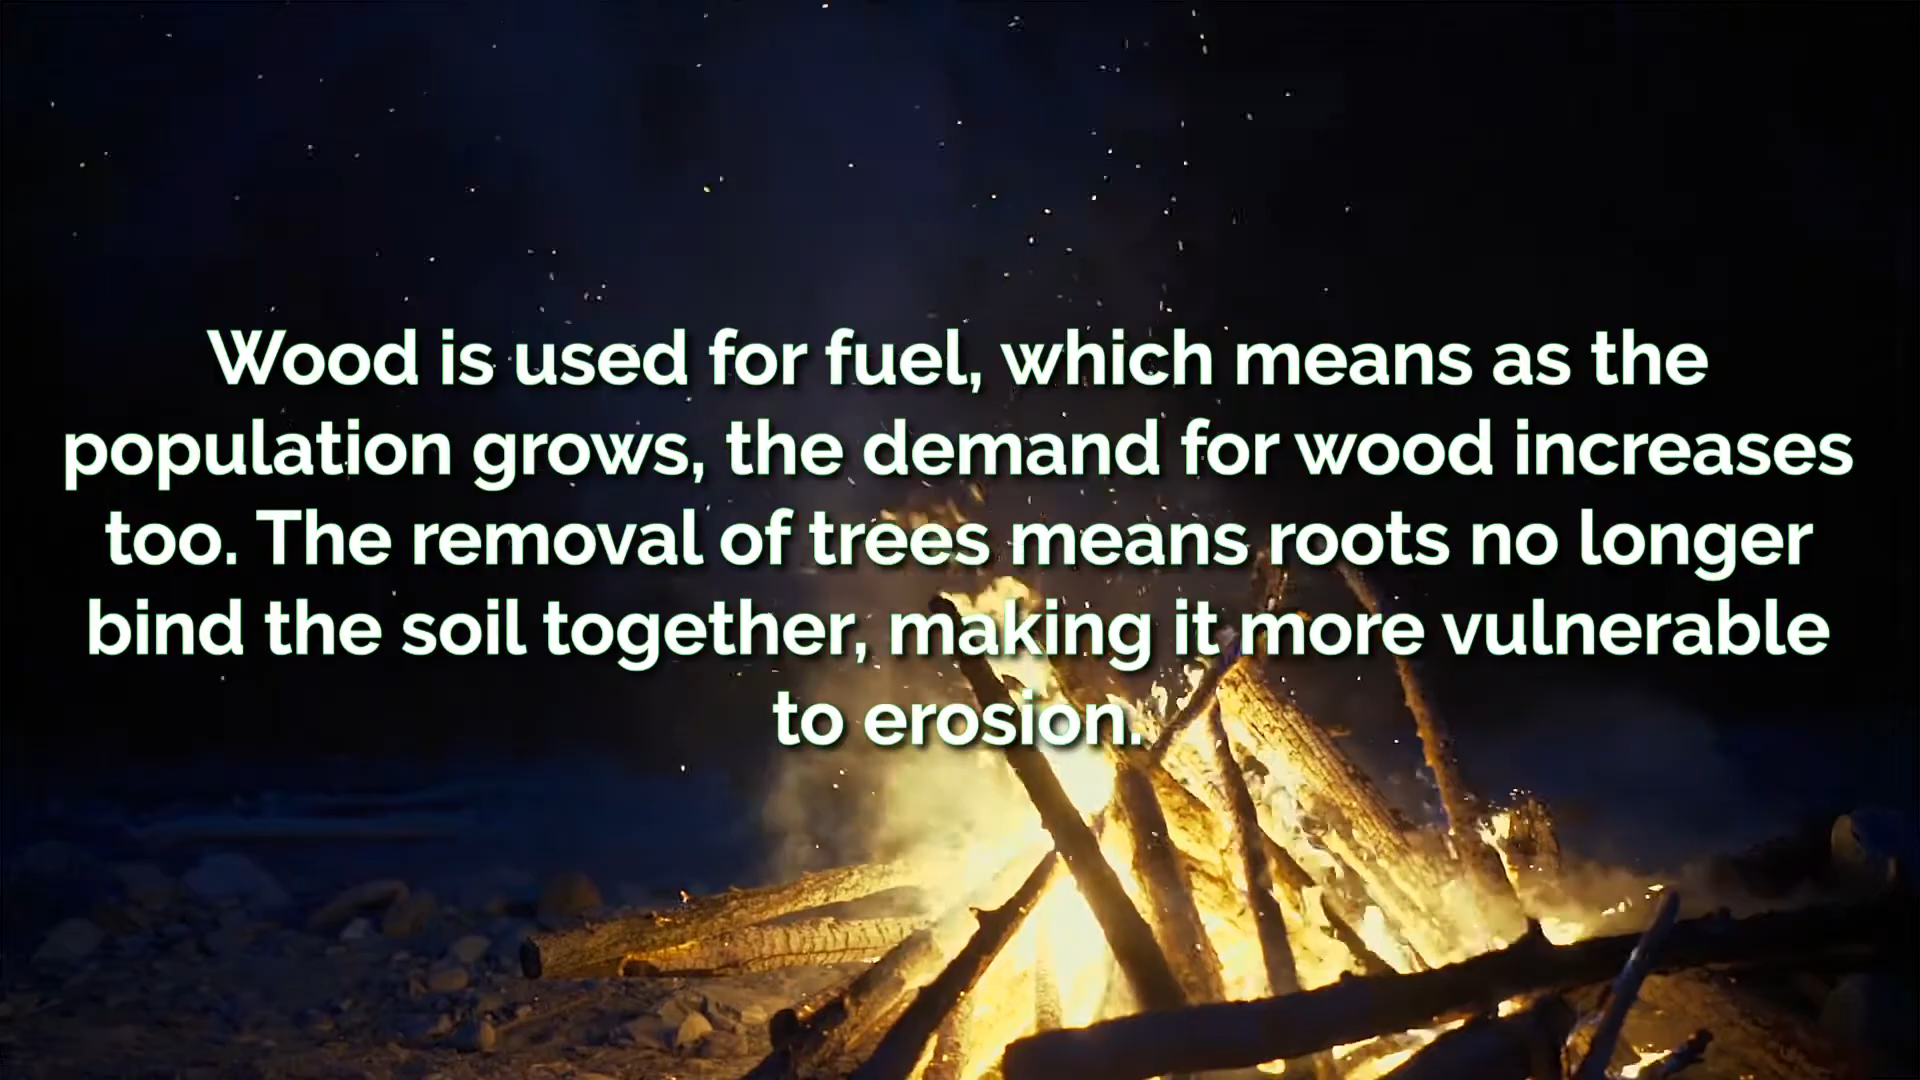 Wood is used for fuel, which means as the
population grows, the demand for wood increases
too. The removal of trees means roots no longer
bind the soil together, making it more vulnerable
to erosion.